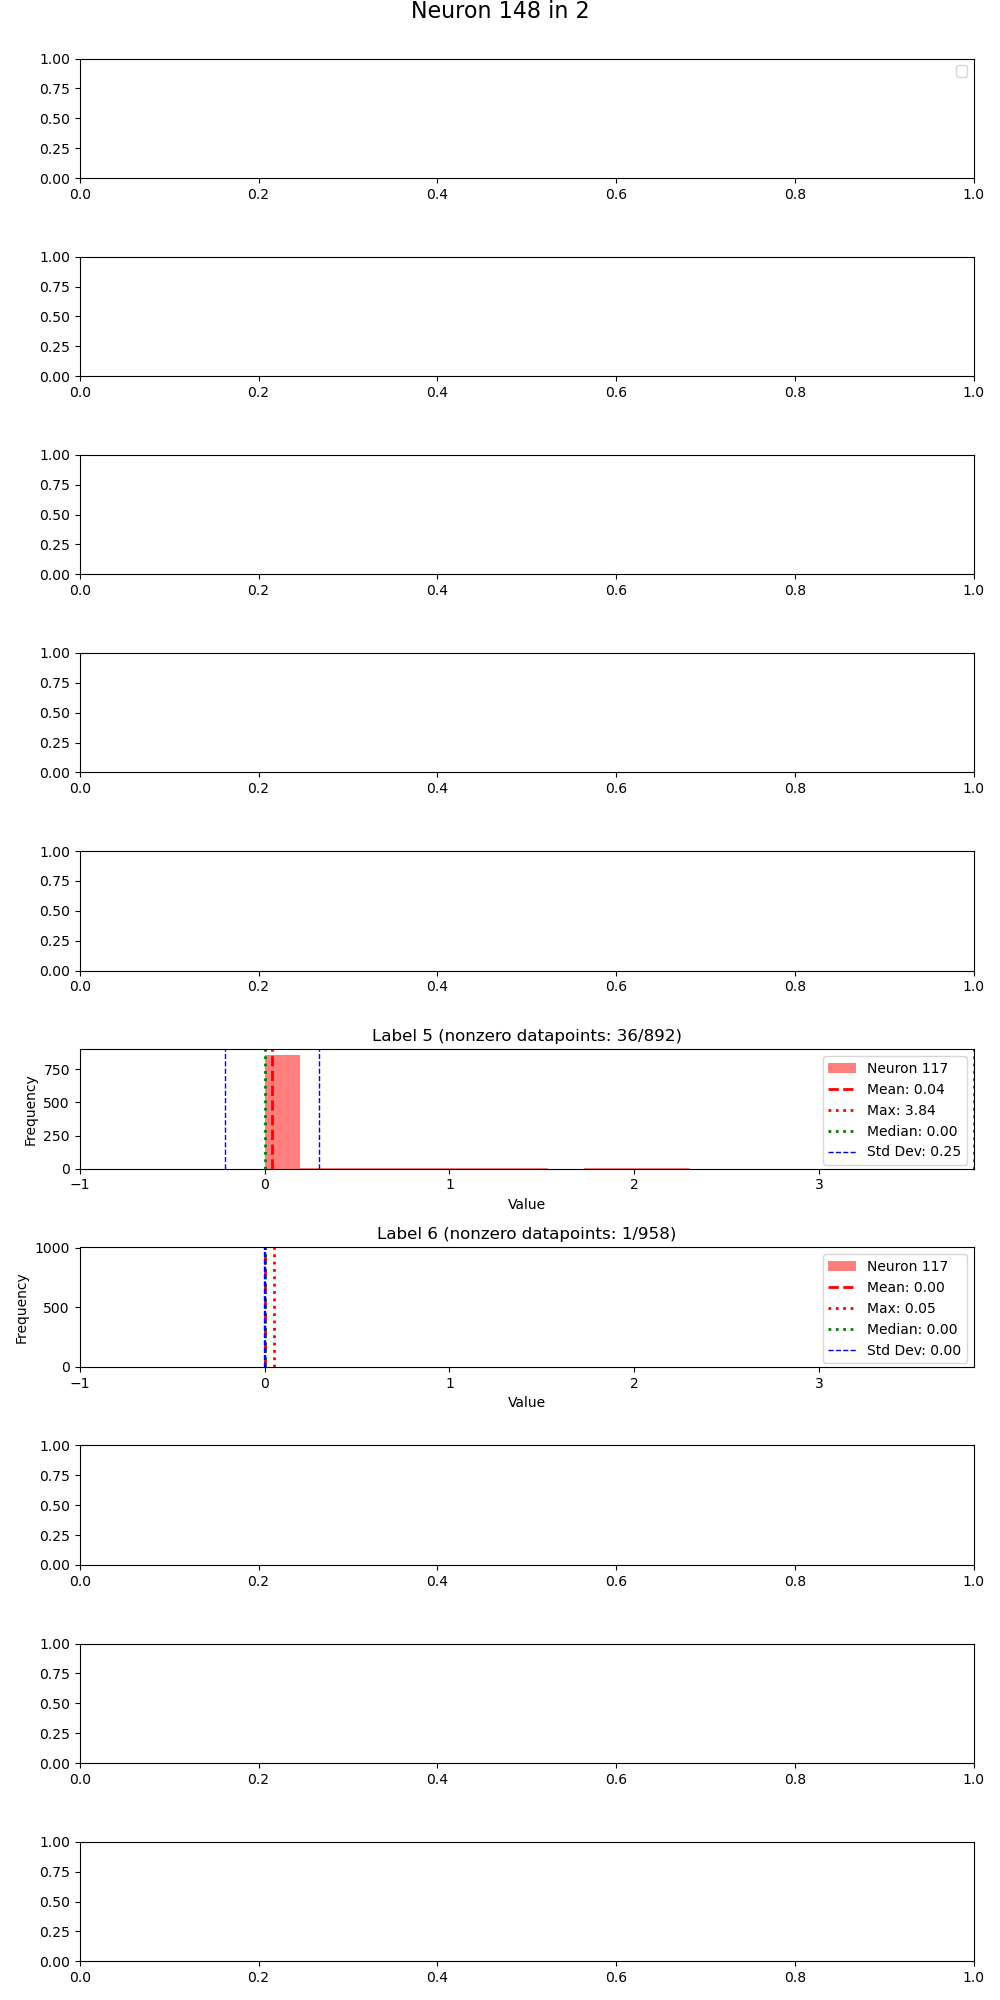 Neuron 148 in 2
1.00
0.75
0.50
0.25
0.00
0.0 0.2 0.4 0.6 0.8 1.0
1.00
0.75
0.50
0.25
0.00
0.0 0.2 0.4 0.6 0.8 1.0
1.00
0.75
0.50
0.25
0.00
0.0 0.2 0.4 0.6 0.8 1.0
1.00
0.75
0.50
0.25
0.00
0.0 0.2 0.4 0.6 0.8 1.0
1.00
0.75
0.50
0.25
0.00
0.0 0.2 0.4 0.6 0.8 1.0
Label 5 (nonzero datapoints: 36/892)
Frequency
750
500
250
0
Neuron 117
Mean: 0.04
Max: 3.84
Median: 0.00
Std Dev: 0.25
−1 0 1 2 3
Value
Label 6 (nonzero datapoints: 1/958)
Frequency
1000
500
0
Neuron 117
Mean: 0.00
Max: 0.05
Median: 0.00
Std Dev: 0.00
−1 0 1 2 3
Value
1.00
0.75
0.50
0.25
0.00
0.0 0.2 0.4 0.6 0.8 1.0
1.00
0.75
0.50
0.25
0.00
0.0 0.2 0.4 0.6 0.8 1.0
1.00
0.75
0.50
0.25
0.00
0.0 0.2 0.4 0.6 0.8 1.0